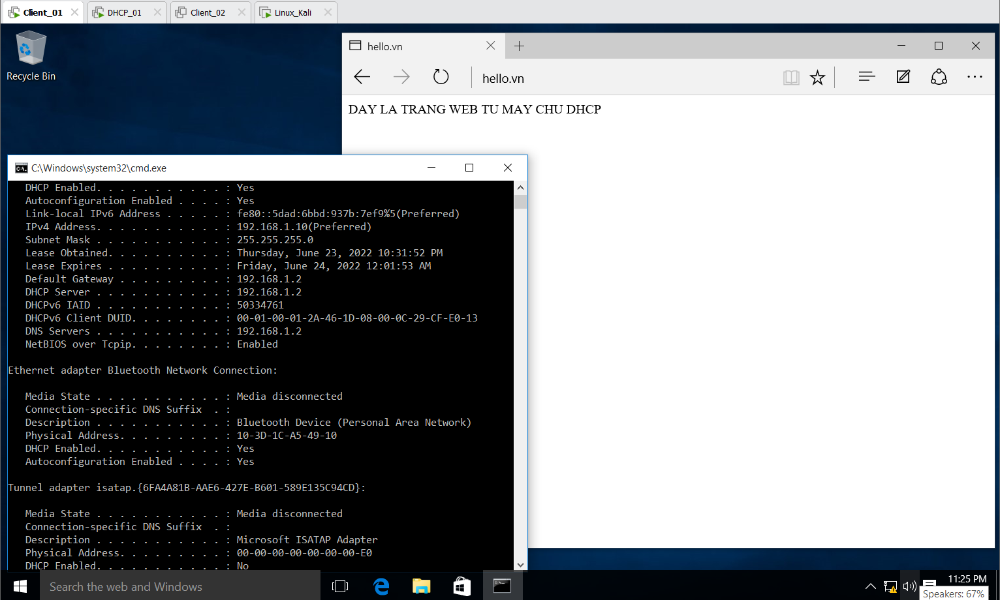 Client_01
DHCP_01
Client_02
Linux_Kali
Recycle Bin
hello.vn
hello.vn
DAY LA TRANG WEB TU MAY CHU DHCP
C:\Windows\system32\cmd.exe
DHCP Enabled. . . . . . . . . . . : Yes
Autoconfiguration Enabled . . . . : Yes
Link-local IPv6 Address . . . . . : fe80::5dad:6bbd:937b:7ef9%5(Preferred)
IPv4 Address. . . . . . . . . . . : 192.168.1.10(Preferred)
Subnet Mask . . . . . . . . . . . : 255.255.255.0
Lease Obtained. . . . . . . . . . : Thursday, June 23, 2022 10:31:52 PM
Lease Expires . . . . . . . . . . : Friday, June 24, 2022 12:01:53 AM
Default Gateway . . . . . . . . . : 192.168.1.2
DHCP Server . . . . . . . . . . . : 192.168.1.2
DHCPv6 IAID . . . . . . . . . . . : 50334761
DHCPv6 Client DUID. . . . . . . . : 00-01-00-01-2A-46-1D-08-00-0C-29-CF-E0-13
DNS Servers . . . . . . . . . . . : 192.168.1.2
NetBIOS over Tcpip. . . . . . . . : Enabled
Ethernet adapter Bluetooth Network Connection:
Media State . . . . . . . . . . . : Media disconnected
Connection-specific DNS Suffix  . :
Description . . . . . . . . . . . : Bluetooth Device (Personal Area Network)
Physical Address. . . . . . . . . : 10-3D-1C-A5-49-10
DHCP Enabled. . . . . . . . . . . : Yes
Autoconfiguration Enabled . . . . : Yes
Tunnel adapter isatap.{6FA4A81B-AAE6-427E-B601-589E135C94CD}:
Media State . . . . . . . . . . . : Media disconnected
Connection-specific DNS Suffix  . :
Description . . . . . . . . . . . : Microsoft ISATAP Adapter
Physical Address. . . . . . . . . : 00-00-00-00-00-00-00-E0
DHCP Enabled. . . . . . . . . . . : No
Search the web and Windows
11:25 PM
Speakers: 67%